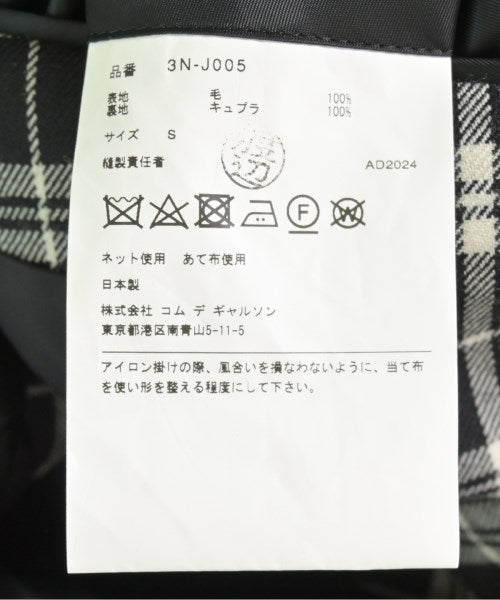 品番 3N-J005
表地 毛 100%
裏地 キュプラ 100%
サイズ S
縫製責任者
AD2024
F
W
ネット使用 あて布使用
日本製
株式会社 コム デ ギャルソン
東京都港区南青山5-11-5
アイロン掛けの際、風合いを損なわないように、当て布
を使い形を整える程度にして下さい。